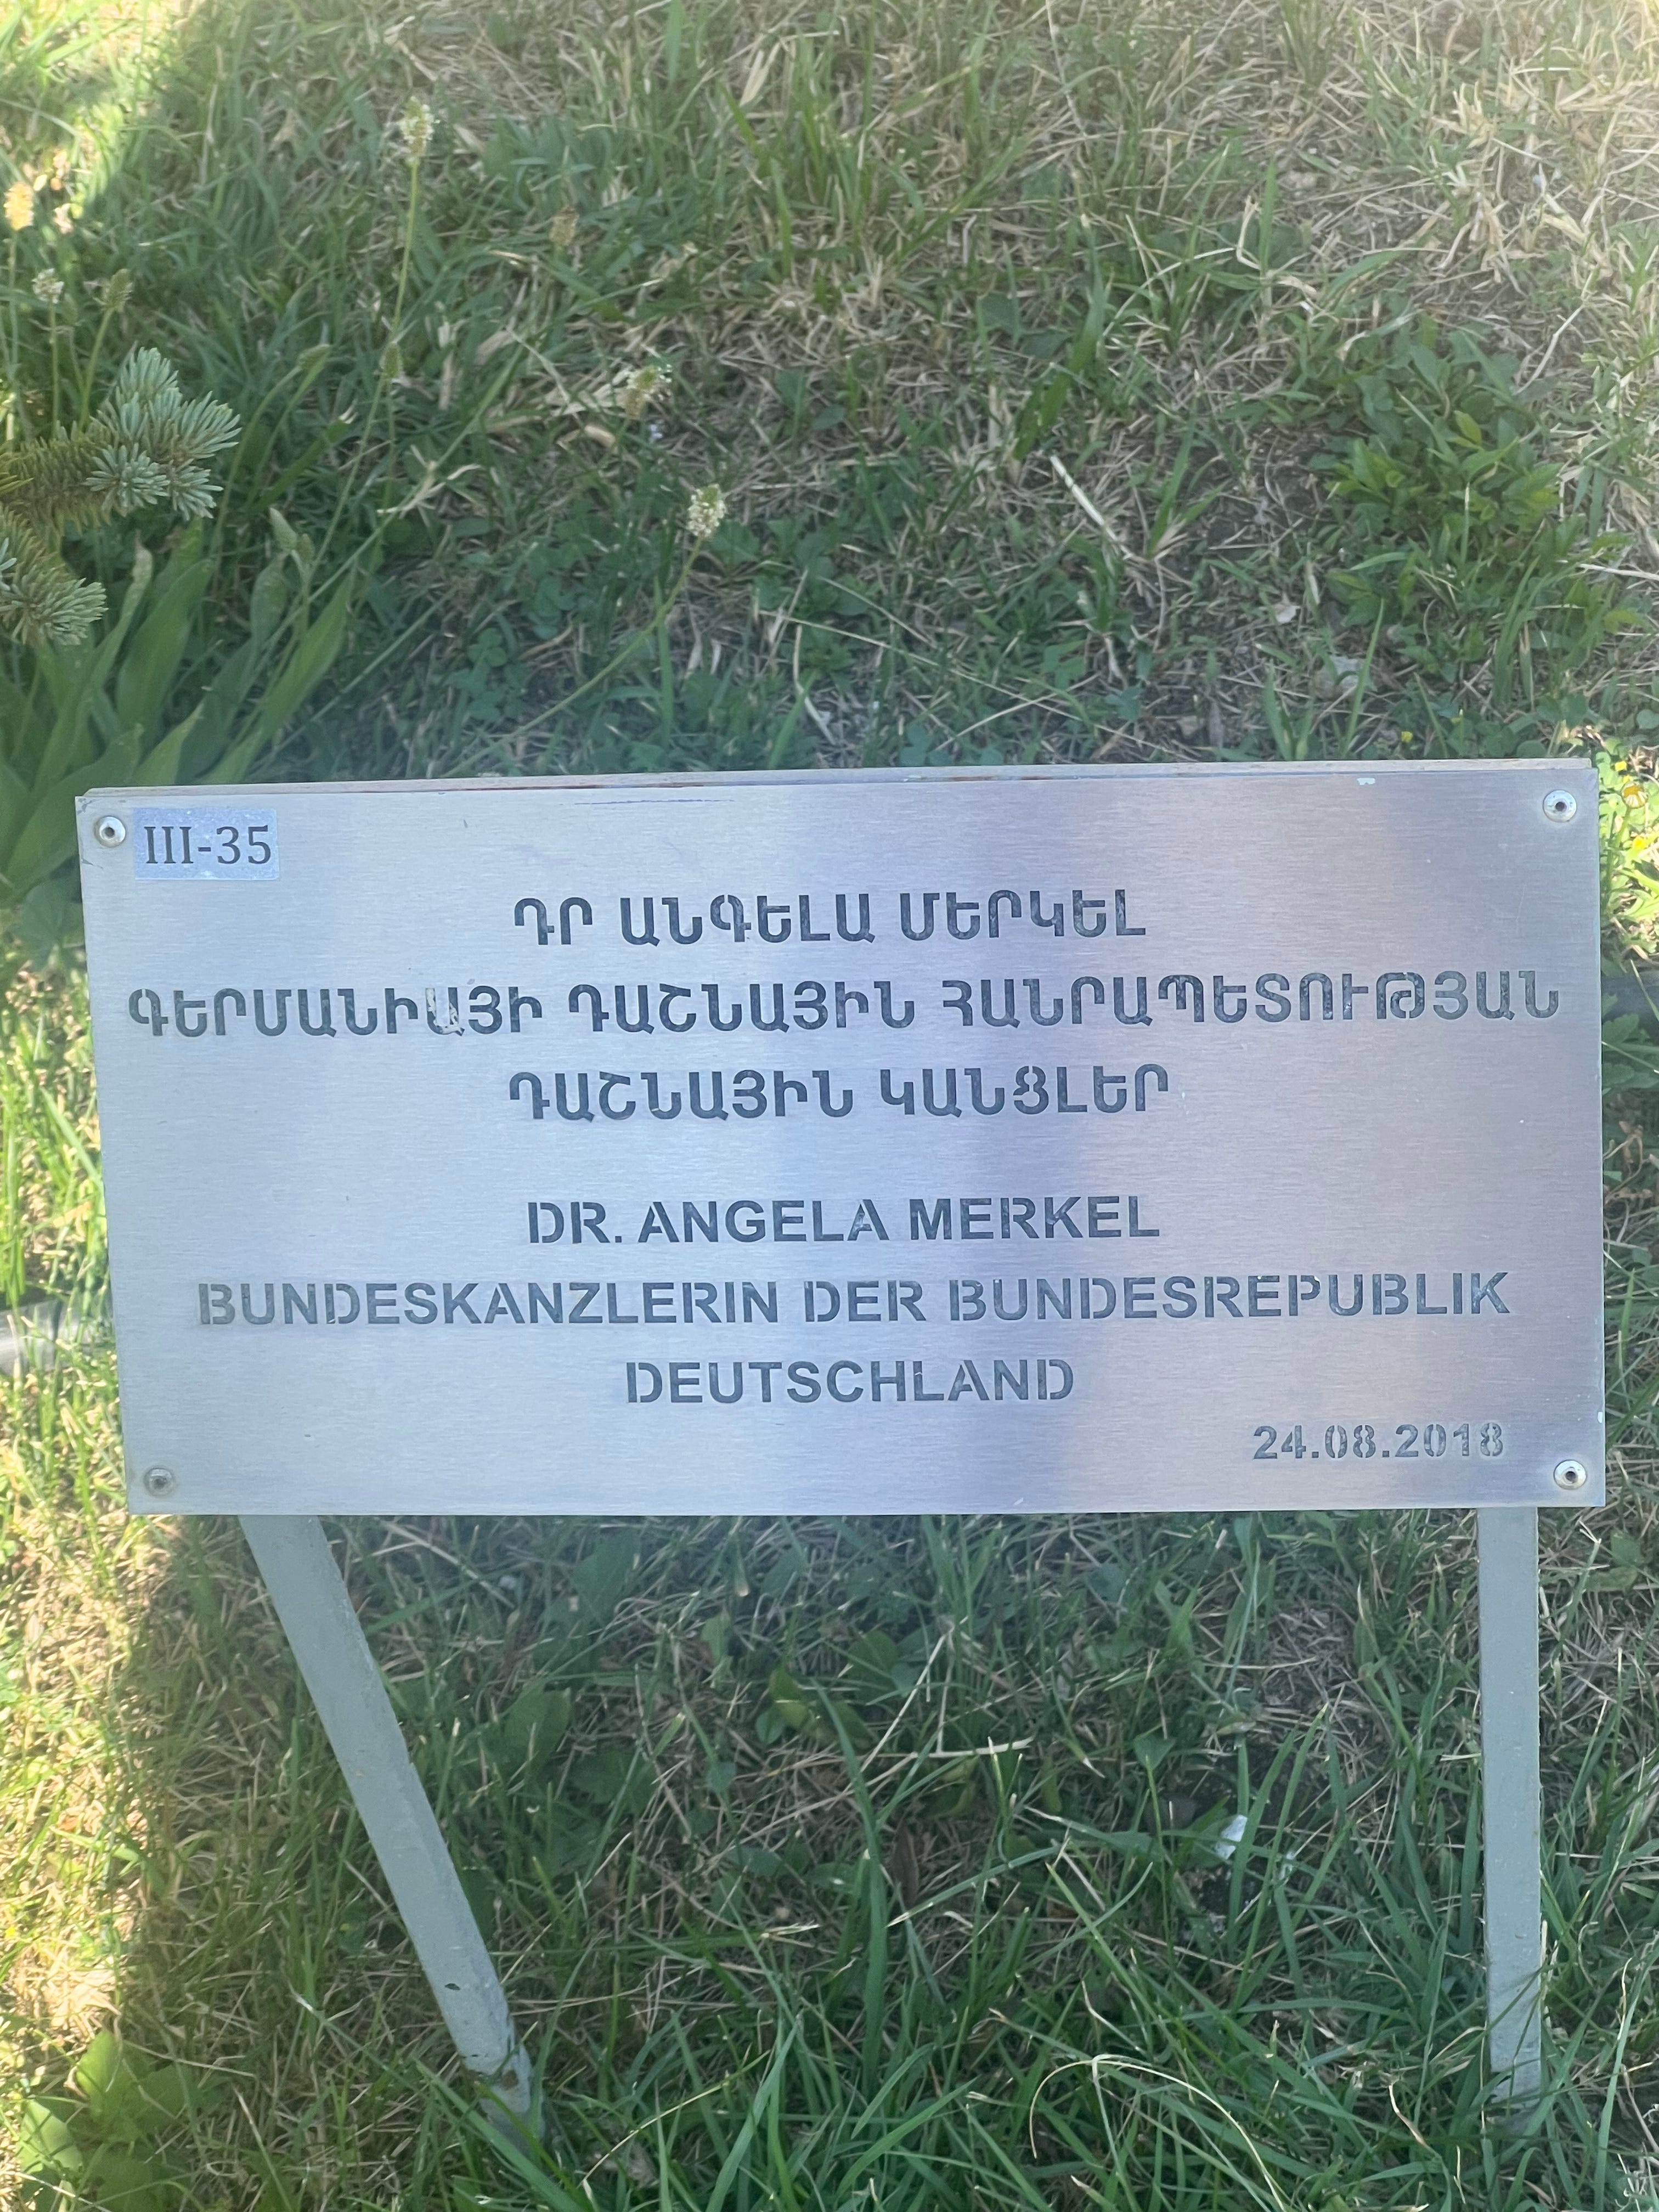 III-35
ԴՐ ԱՆԳԵԼԱ ՄԵՐԿԵԼ
ԳԵՐՄԱՆԻԱՅԻ ԴԱՇՆԱՅԻՆ ՀԱՆՐԱՊԵՏՈՒԹՅԱՆ
ԴԱՇՆԱՅԻՆ ԿԱՆՑԼԵՐ
DR. ANGELA MERKEL
BUNDESKANZLERIN DER BUNDESREPUBLIK
DEUTSCHLAND
24.08.2018